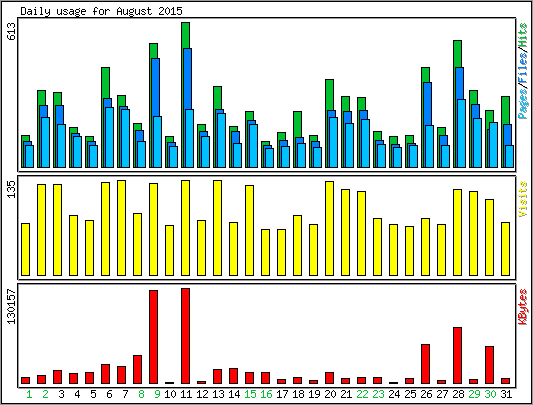 Daily usage for August 2015
613
Pages/Files/Hits
135
Visits
130157
KBytes
1 2 3 4 5 6 7 8 9 10 11 12 13 14 15 16 17 18 19 20 21 22 23 24 25 26 27 28 29 30 31